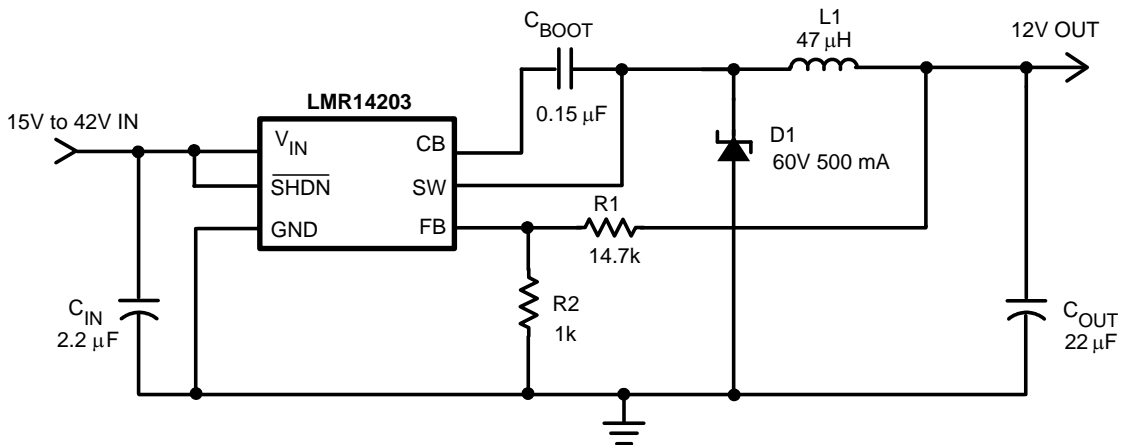 C_BOOT
0.15 μF
L1
47 μH
12V OUT
LMR14203
15V to 42V IN
V_IN
SHDN
GND
CB
SW
FB
D1
60V 500 mA
R1
14.7k
R2
1k
C_IN
2.2 μF
C_OUT
22 μF